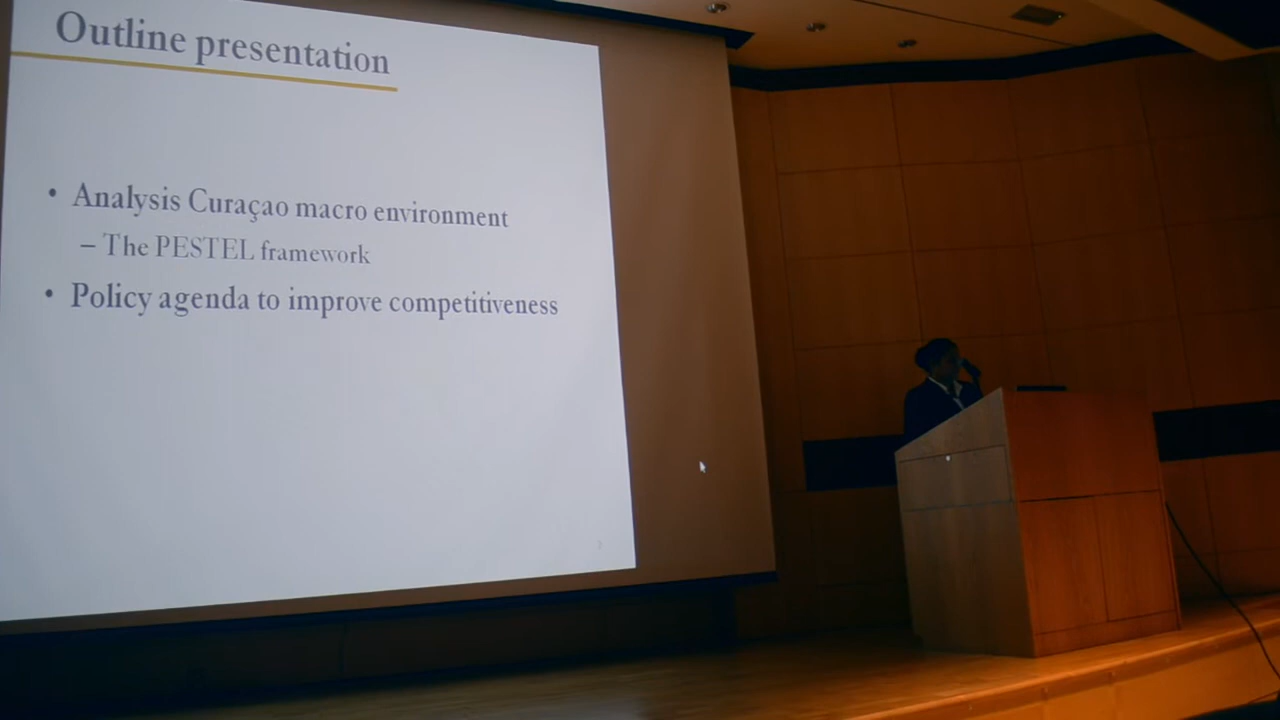 Outline presentation
• Analysis Curaçao macro environment
– The PESTEL framework
• Policy agenda to improve competitiveness